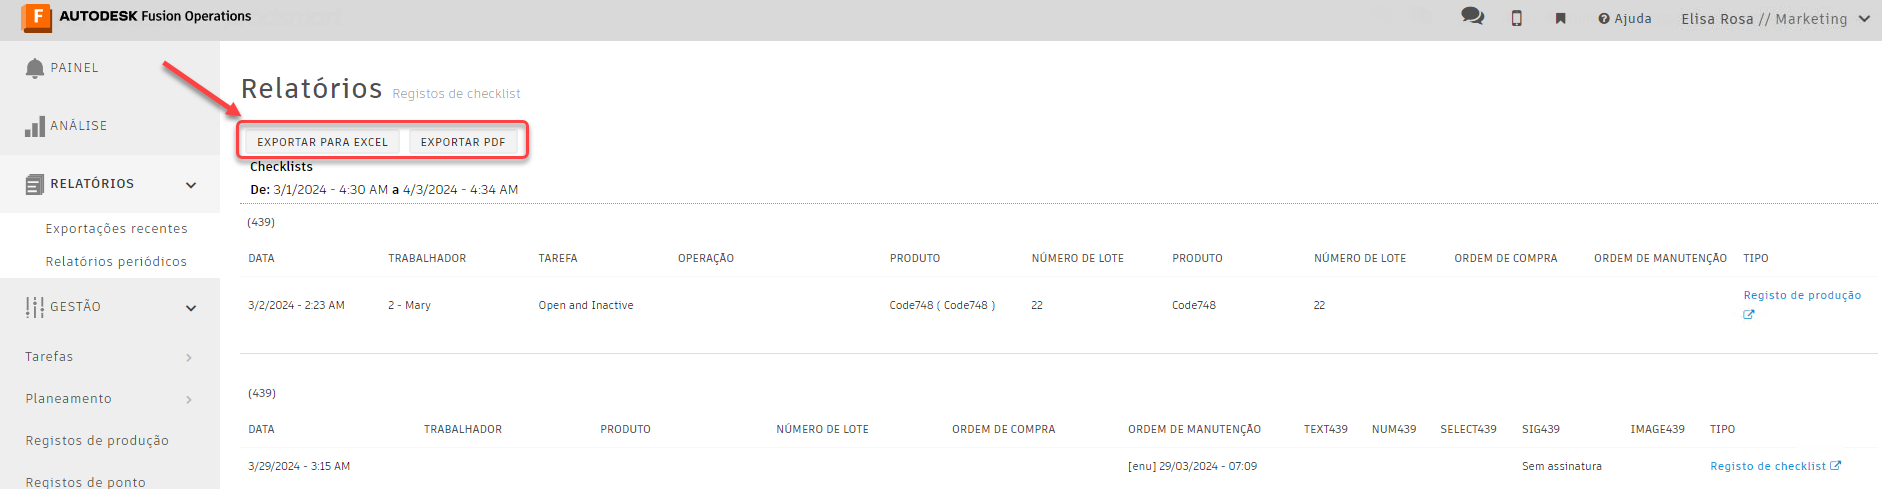 AUTODESK Fusion Operations
Ajuda
Elisa Rosa // Marketing
PAINEL
ANÁLISE
RELATÓRIOS
Exportações recentes
Relatórios periódicos
GESTÃO
Tarefas
Planeamento
Registos de produção
Registos de ponto
Relatórios Registos de checklist
EXPORTAR PARA EXCEL EXPORTAR PDF
Checklists
De: 3/1/2024 - 4:30 AM a 4/3/2024 - 4:34 AM
(439)
DATA TRABALHADOR TAREFA OPERAÇÃO PRODUTO NÚMERO DE LOTE PRODUTO NÚMERO DE LOTE ORDEM DE COMPRA ORDEM DE MANUTENÇÃO TIPO
3/2/2024 - 2:23 AM 2 - Mary Open and Inactive Code748 ( Code748 ) 22 Code748 22 Registo de produção
(439)
DATA TRABALHADOR PRODUTO NÚMERO DE LOTE ORDEM DE COMPRA ORDEM DE MANUTENÇÃO TEXT439 NUM439 SELECT439 SIG439 IMAGE439 TIPO
3/29/2024 - 3:15 AM [enu] 29/03/2024 - 07:09 Sem assinatura Registo de checklist